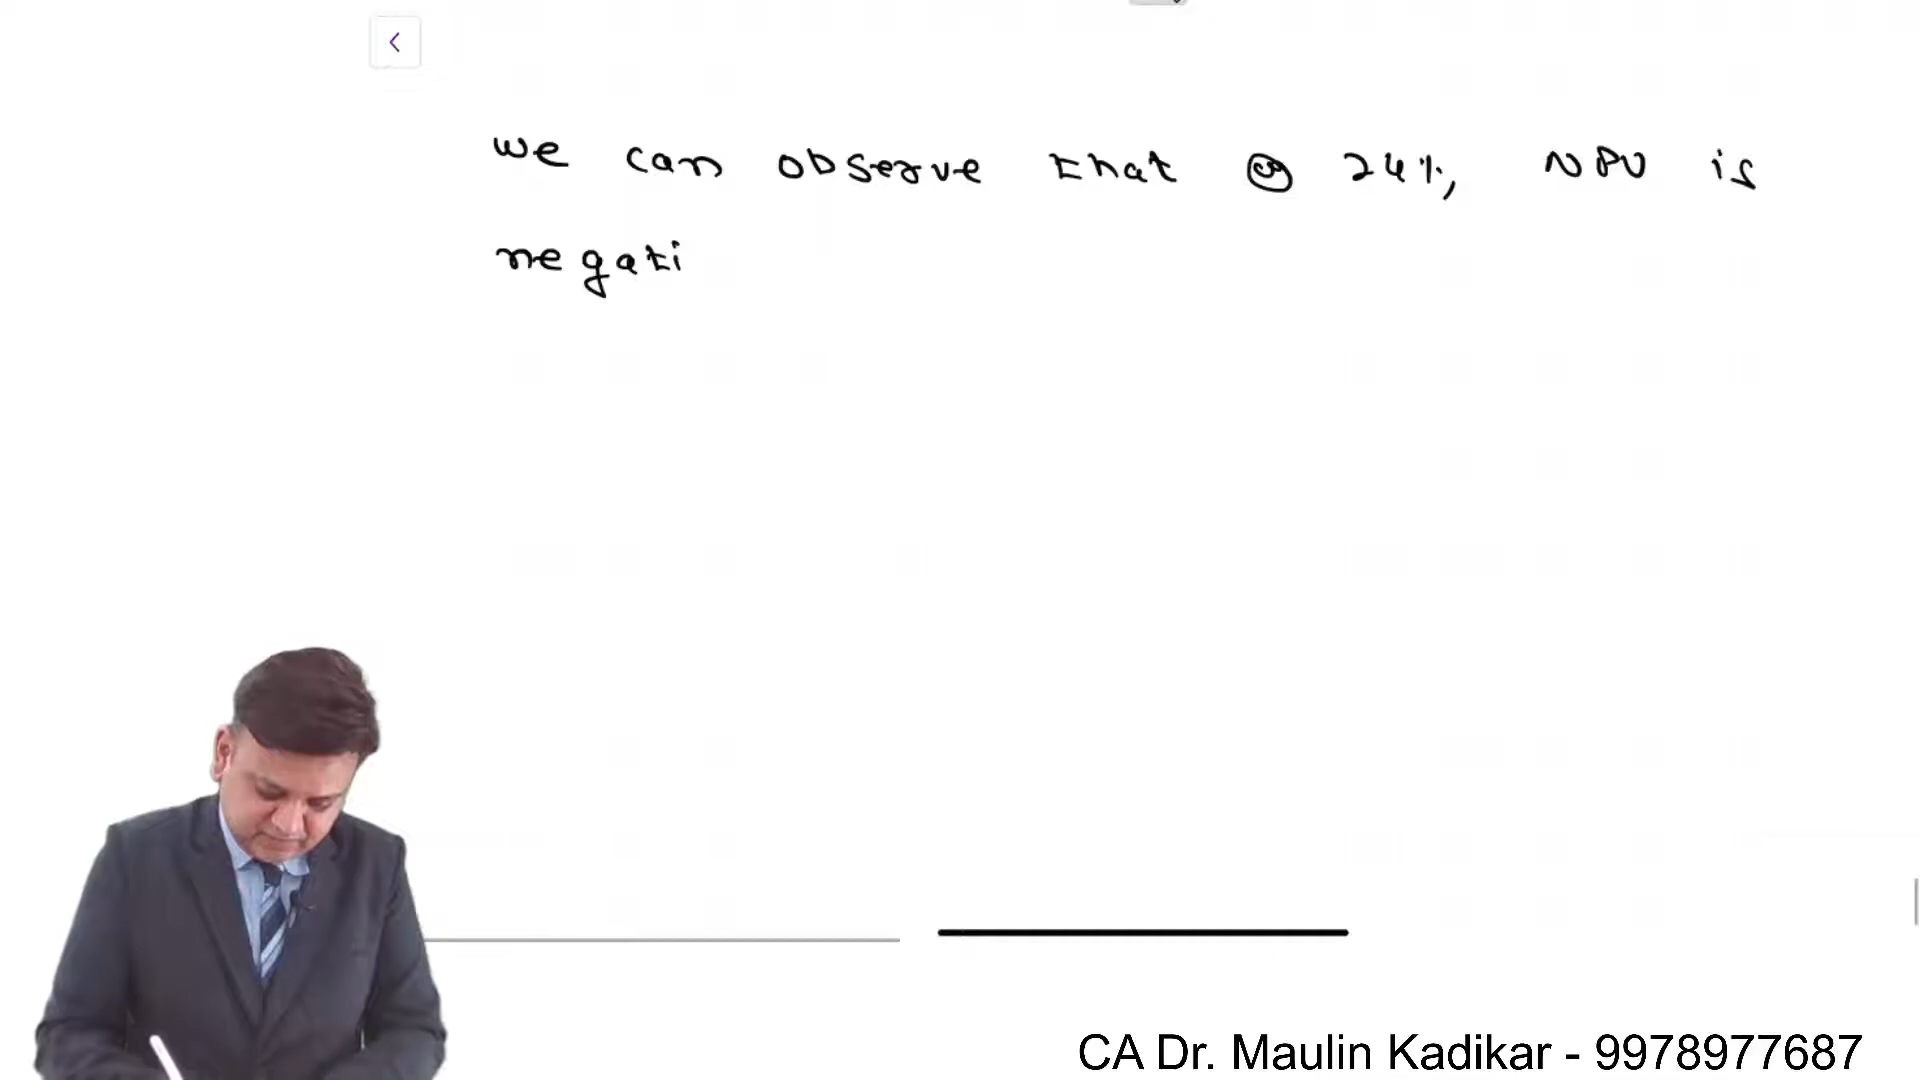 we can observe that @ 24%, NPV is
negati
CA Dr. Maulin Kadikar - 9978977687